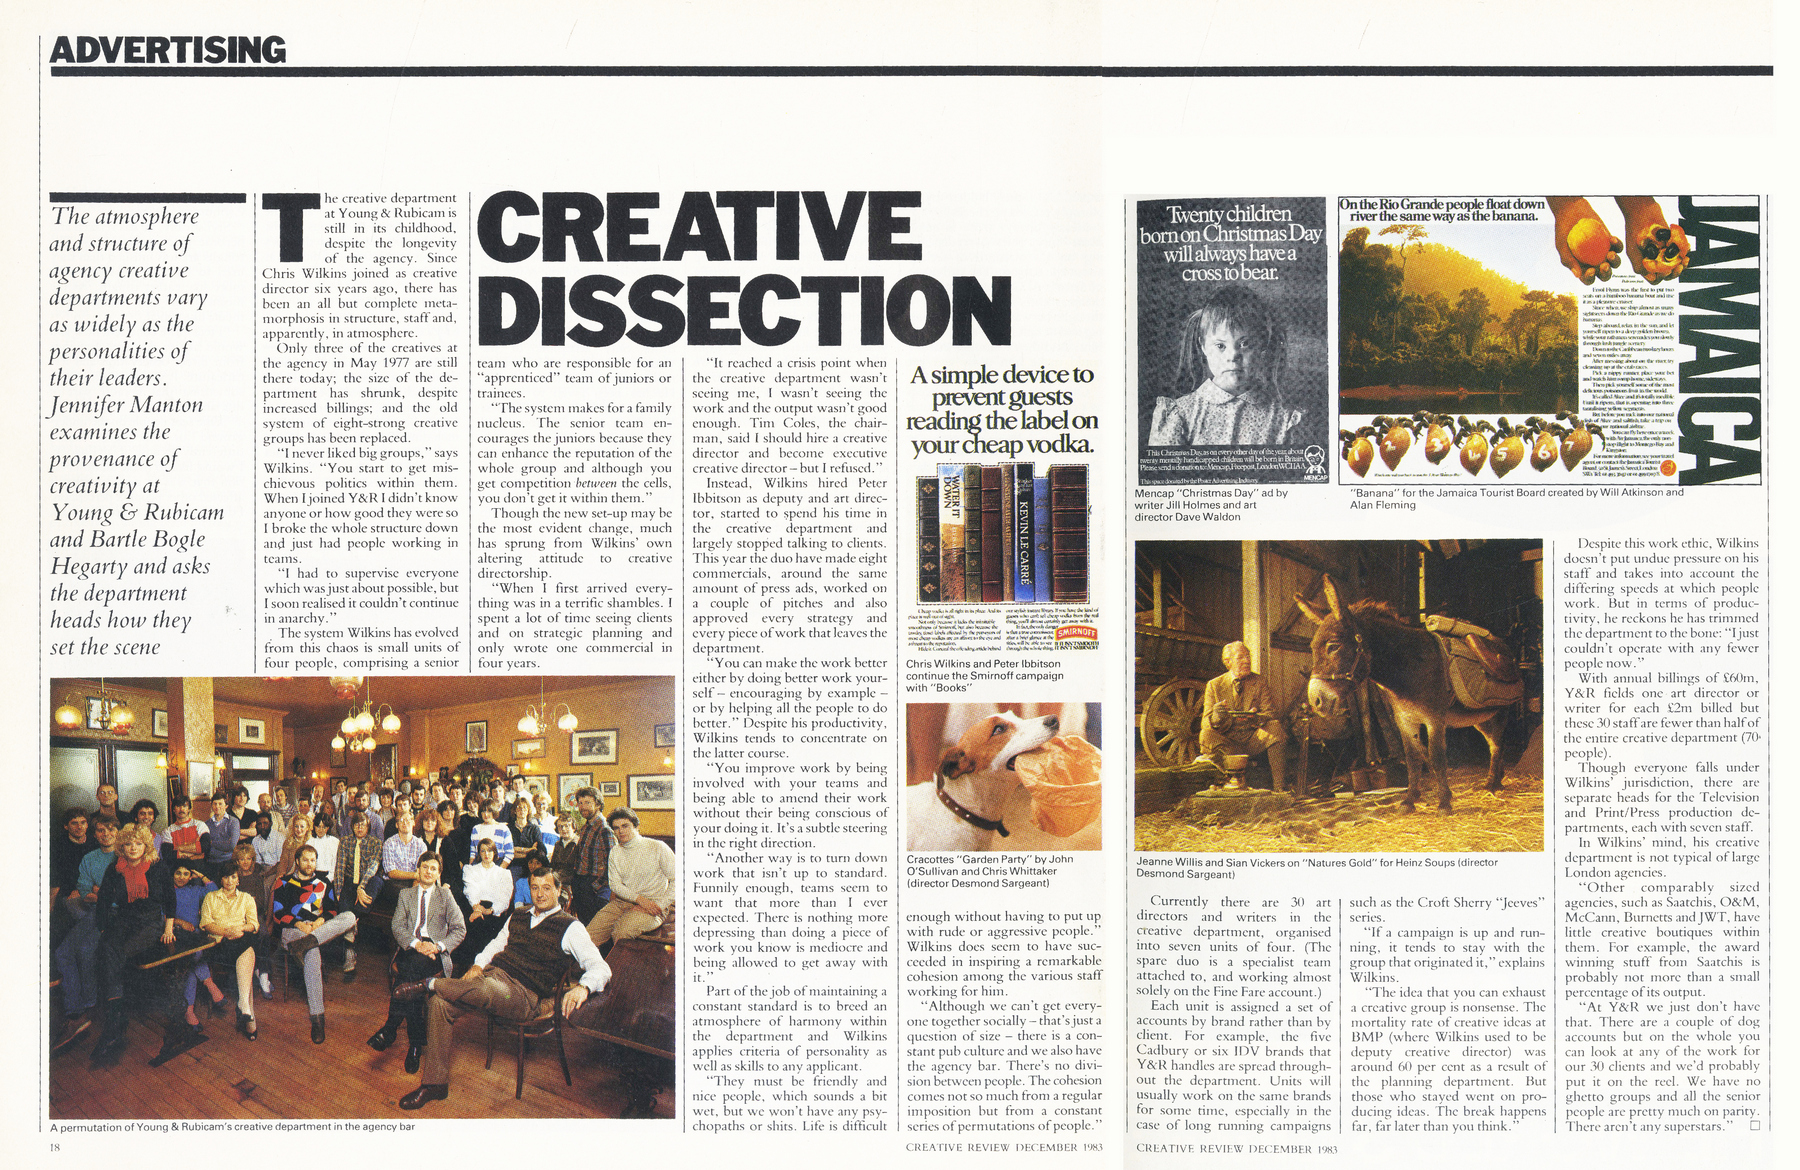 ADVERTISING
The atmosphere
and structure of
agency creative
departments vary
as widely as the
personalities of
their leaders.
Jennifer Manton
examines the
provenance of
creativity at
Young & Rubicam
and Bartle Bogle
Hegarty and asks
the department
heads how they
set the scene
CREATIVE
DISSECTION
The creative department
at Young & Rubicam is
still in its childhood,
despite the longevity
of the agency. Since
Chris Wilkins joined as creative
director six years ago, there has
been an all but complete meta-
morphosis in structure, staff and,
apparently, in atmosphere.
Only three of the creatives at
the agency in May 1977 are still
there today; the size of the de-
partment has shrunk, despite
increased billings; and the old
system of eight-strong creative
groups has been replaced.
“I never liked big groups,” says
Wilkins. “You start to get mis-
chievous politics within them.
When I joined Y&R I didn’t know
anyone or how good they were so
I broke the whole structure down
and just had people working in
teams.
“I had to supervise everyone
which was just about possible, but
I soon realised it couldn’t continue
in anarchy.”
The system Wilkins has evolved
from this chaos is small units of
four people, comprising a senior
team who are responsible for an
“apprenticed” team of juniors or
trainees.
“The system makes for a family
nucleus. The senior team en-
courages the juniors because they
can enhance the reputation of the
whole group and although you
get competition between the cells,
you don’t get it within them.”
Though the new set-up may be
the most evident change, much
has sprung from Wilkins’ own
altering attitude to creative
directorship.
“When I first arrived every-
thing was in a terrific shambles. I
spent a lot of time seeing clients
and on strategic planning and
only wrote one commercial in
four years.
A permutation of Young & Rubicam’s creative department in the agency bar
“It reached a crisis point when
the creative department wasn’t
seeing me, I wasn’t seeing the
work and the output wasn’t good
enough. Tim Coles, the chair-
man, said I should hire a creative
director and become executive
creative director – but I refused.”
Instead, Wilkins hired Peter
Ibbitson as deputy and art direc-
tor, started to spend his time in
the creative department and
largely stopped talking to clients.
This year the duo have made eight
commercials, around the same
amount of press ads, worked on
a couple of pitches and also
approved every strategy and
every piece of work that leaves the
department.
“You can make the work better
either by doing better work your-
self – encouraging by example –
or by helping all the people to do
better.” Despite his productivity,
Wilkins tends to concentrate on
the latter course.
“You improve work by being
involved with your teams and
being able to amend their work
without their being conscious of
your doing it. It’s a subtle steering
in the right direction.
“Another way is to turn down
work that isn’t up to standard.
Funnily enough, teams seem to
want that more than I ever
expected. There is nothing more
depressing than doing a piece of
work you know is mediocre and
being allowed to get away with
it.”
Part of the job of maintaining a
constant standard is to breed an
atmosphere of harmony within
the department and Wilkins
applies criteria of personality as
well as skills to any applicant.
“They must be friendly and
nice people, which sounds a bit
wet, but we won’t have any psy-
chopaths or shits. Life is difficult
A simple device to
prevent guests
reading the label on
your cheap vodka.
WATER IT
DOWN
KEVIN LE CARRÉ
SMIRNOFF
Chris Wilkins and Peter Ibbitson
continue the Smirnoff campaign
with “Books”
Cracottes “Garden Party” by John
O’Sullivan and Chris Whittaker
(director Desmond Sargeant)
enough without having to put up
with rude or aggressive people.”
Wilkins does seem to have suc-
ceeded in inspiring a remarkable
cohesion among the various staff
working for him.
“Although we can’t get every-
one together socially – that’s just a
question of size – there is a con-
stant pub culture and we also have
the agency bar. There’s no divi-
sion between people. The cohesion
comes not so much from a regular
imposition but from a constant
series of permutations of people.”
18
CREATIVE REVIEW DECEMBER 1983
Twenty children
born on Christmas Day
will always have a
cross to bear.
This Christmas Day, as on every other day of the year, about
twenty mentally handicapped children will be born in Britain.
Please send a donation to: Mencap, Freepost, London WC1HAA
This space donated by the Poster Advertising Industry.
MENCAP
Mencap “Christmas Day” ad by
writer Jill Holmes and art
director Dave Waldon
On the Rio Grande people float down
river the same way as the banana.
JAMAICA
1 2 3 4 5 6 7
“Banana” for the Jamaica Tourist Board created by Will Atkinson and
Alan Fleming
Jeanne Willis and Sian Vickers on “Natures Gold” for Heinz Soups (director
Desmond Sargeant)
Currently there are 30 art
directors and writers in the
creative department, organised
into seven units of four. (The
spare duo is a specialist team
attached to, and working almost
solely on the Fine Fare account.)
Each unit is assigned a set of
accounts by brand rather than by
client. For example, the five
Cadbury or six IDV brands that
Y&R handles are spread through-
out the department. Units will
usually work on the same brands
for some time, especially in the
case of long running campaigns
such as the Croft Sherry “Jeeves”
series.
“If a campaign is up and run-
ning, it tends to stay with the
group that originated it,” explains
Wilkins.
“The idea that you can exhaust
a creative group is nonsense. The
mortality rate of creative ideas at
BMP (where Wilkins used to be
deputy creative director) was
around 60 per cent as a result of
the planning department. But
those who stayed went on pro-
ducing ideas. The break happens
far, far later than you think.”
Despite this work ethic, Wilkins
doesn’t put undue pressure on his
staff and takes into account the
differing speeds at which people
work. But in terms of produc-
tivity, he reckons he has trimmed
the department to the bone: “I just
couldn’t operate with any fewer
people now.”
With annual billings of £60m,
Y&R fields one art director or
writer for each £2m billed but
these 30 staff are fewer than half of
the entire creative department (70
people).
Though everyone falls under
Wilkins’ jurisdiction, there are
separate heads for the Television
and Print/Press production de-
partments, each with seven staff.
In Wilkins’ mind, his creative
department is not typical of large
London agencies.
“Other comparably sized
agencies, such as Saatchis, O&M,
McCann, Burnetts and JWT, have
little creative boutiques within
them. For example, the award
winning stuff from Saatchis is
probably not more than a small
percentage of its output.
“At Y&R we just don’t have
that. There are a couple of dog
accounts but on the whole you
can look at any of the work for
our 30 clients and we’d probably
put it on the reel. We have no
ghetto groups and all the senior
people are pretty much on parity.
There aren’t any superstars.” □
CREATIVE REVIEW DECEMBER 1983